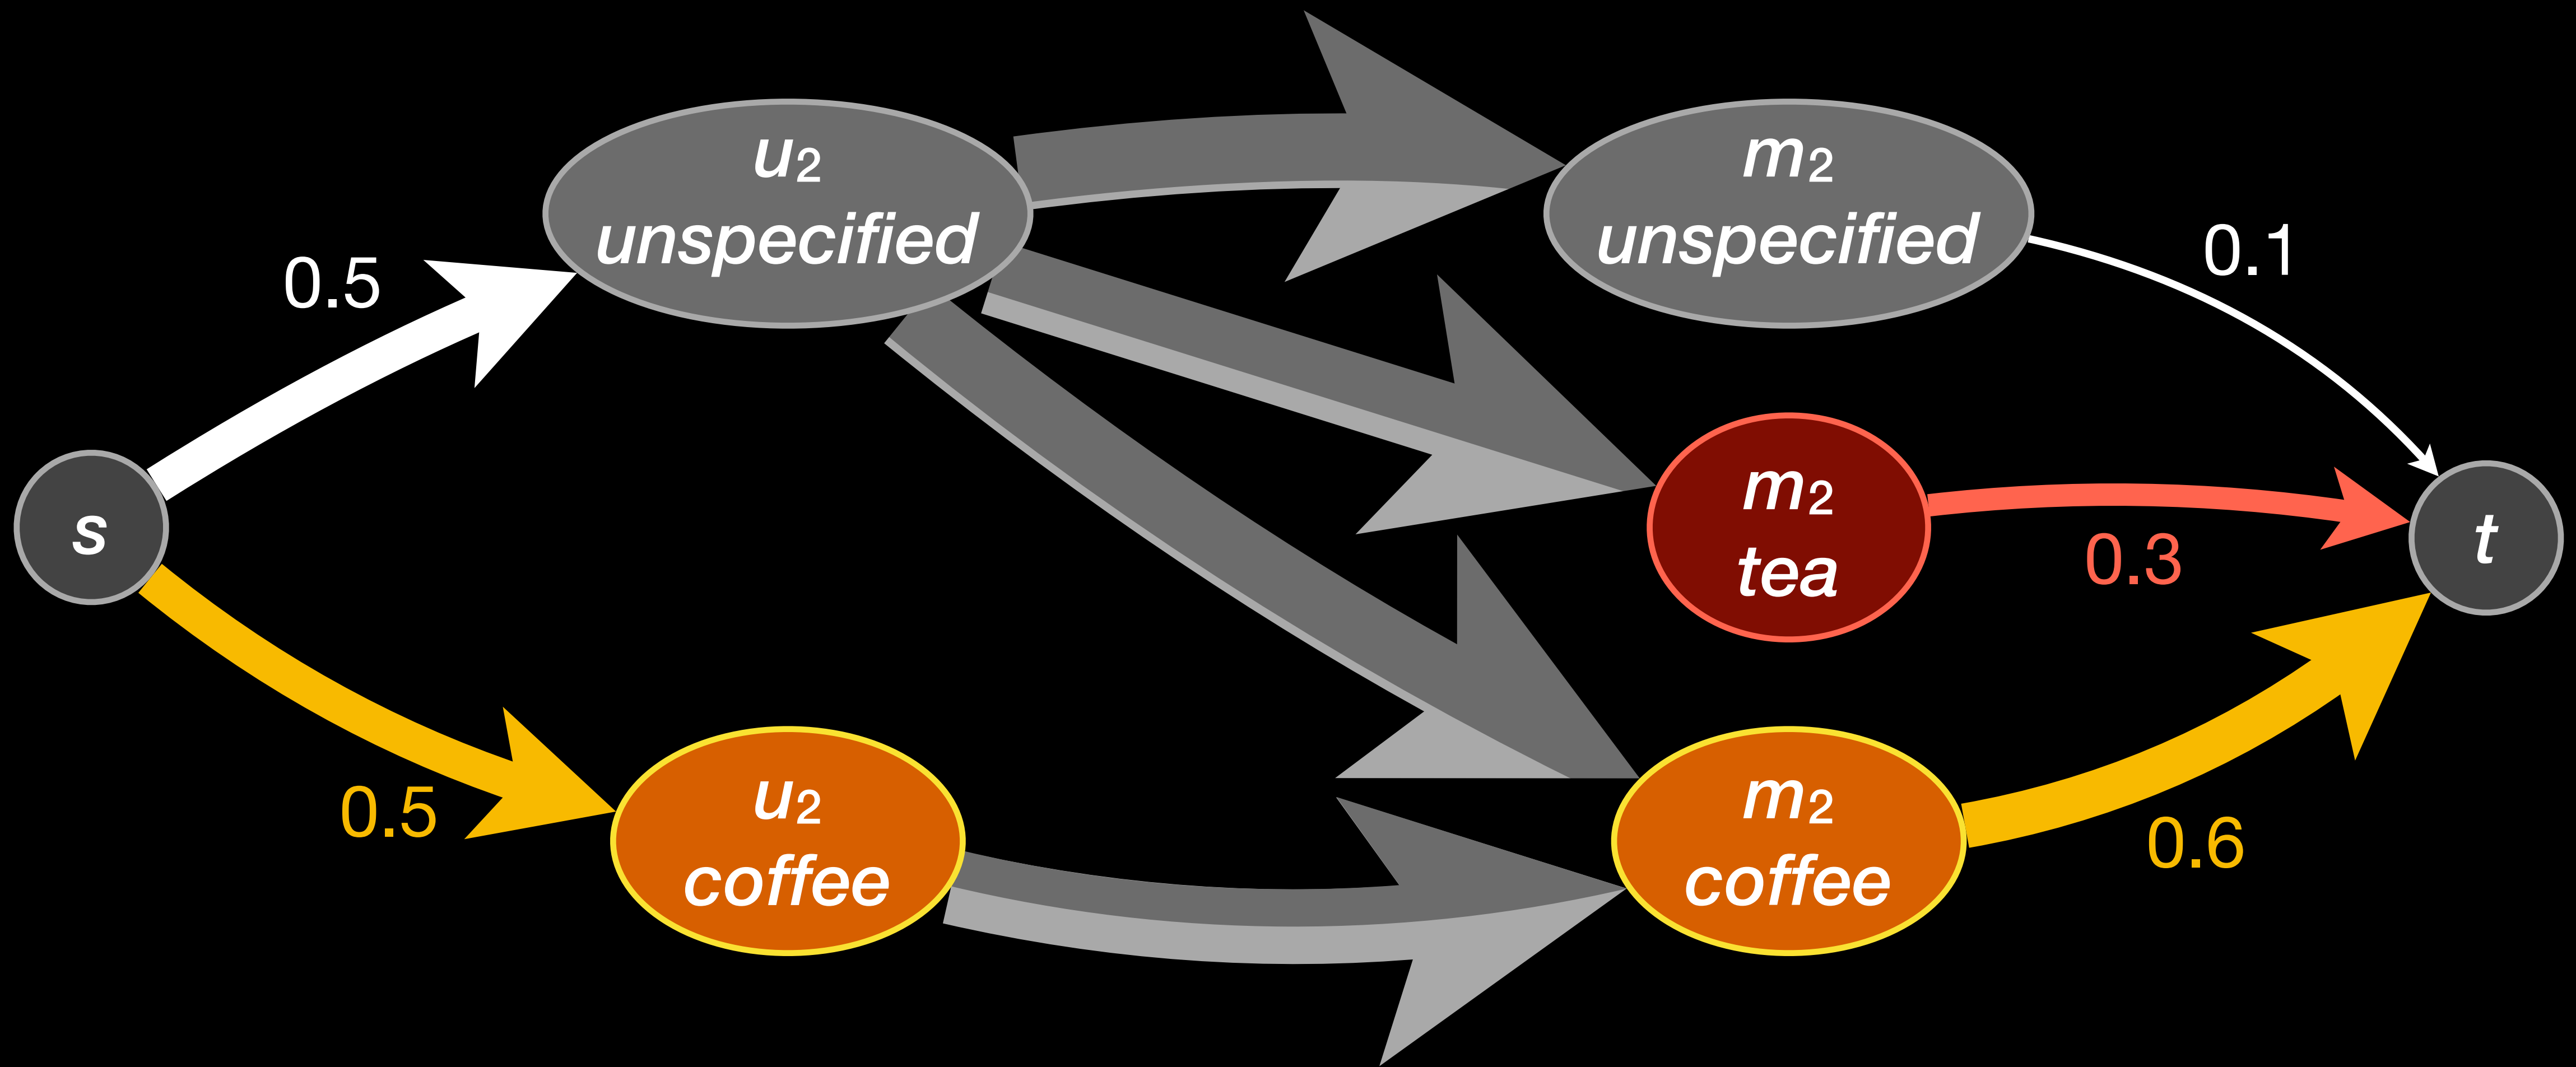 u₂
unspecified
m₂
unspecified
0.1
0.5
s
m₂
tea
0.3
t
0.5
u₂
coffee
m₂
coffee
0.6